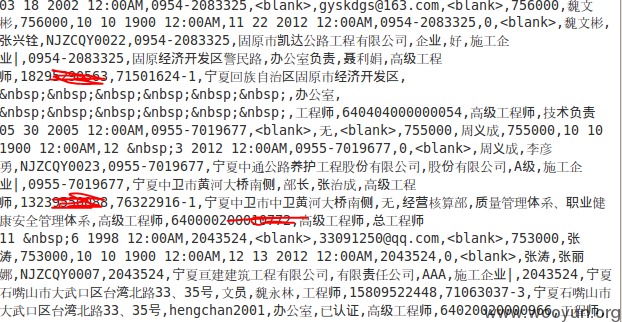 03 18 2002 12:00AM,0954-2083325,<blank>,gyskdgs@163.com,<blank>,756000,魏文
彬,756000,10 10 1900 12:00AM,11 22 2012 12:00AM,0954-2083325,0,<blank>,魏文彬,
张兴铨,NJZCQY0022,0954-2083325,固原市凯达公路工程有限公司,企业,好,施工企
业|,0954-2083325,固原经济开发区警民路,办公室负责,聂利娟,高级工程
师,18295,71501624-1,宁夏回族自治区固原市经济开发区,
&nbsp;&nbsp;&nbsp;&nbsp;&nbsp;&nbsp;,办公室,
&nbsp;&nbsp;&nbsp;&nbsp;&nbsp;&nbsp;,工程师,640404000000054,高级工程师,技术负责
05 30 2005 12:00AM,0955-7019677,<blank>,无,<blank>,755000,周义成,755000,10 10
1900 12:00AM,12 &nbsp;3 2012 12:00AM,0955-7019677,0,<blank>,周义成,李彦
勇,NJZCQY0023,0955-7019677,宁夏中通公路养护工程股份有限公司,股份有限公司,A级,施工企
业|,0955-7019677,宁夏中卫市黄河大桥南侧,部长,张治成,高级工程
师,13239,76322916-1,宁夏中卫市中卫黄河大桥南侧,无,经营核算部,质量管理体系、职业健
康安全管理体系,高级工程师,640000200010772,高级工程师,总工程师
11 &nbsp;6 1998 12:00AM,2043524,<blank>,33091250@qq.com,<blank>,753000,张
涛,753000,10 10 1900 12:00AM,12 13 2012 12:00AM,2043524,0,<blank>,张涛,张丽
娜,NJZCQY0007,2043524,宁夏亘建建筑工程有限公司,有限责任公司,AAA,施工企业|,2043524,宁夏
石嘴山市大武口区台湾北路33、35号,文员,魏永林,工程师,15809522448,71063037-3,宁夏石嘴山市
大武口区台湾北路33、35号,hengchan2001,办公室,已认证,高级工程师,64020020000966,工程师,
www.wooyun.org